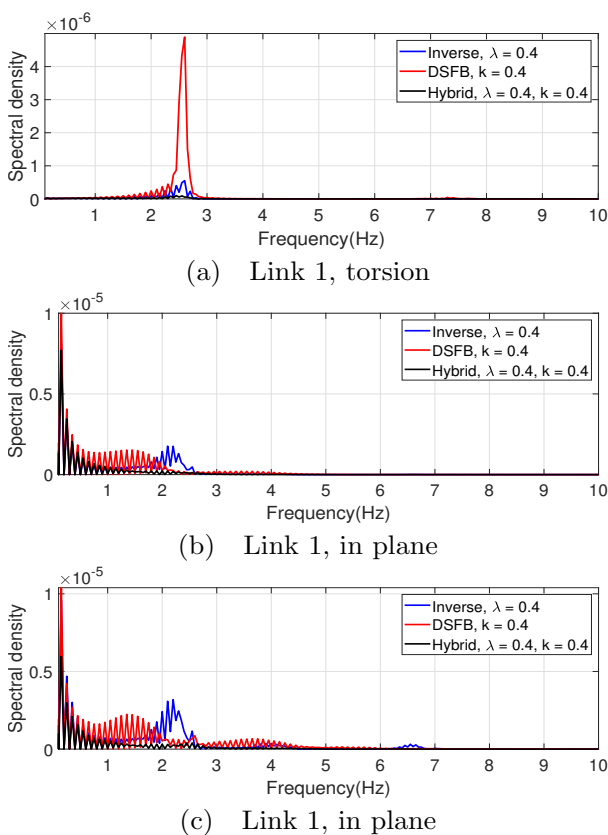 ×10⁻⁶
Spectral density
5
4
3
2
1
0
Inverse, λ = 0.4
DSFB, k = 0.4
Hybrid, λ = 0.4, k = 0.4
1 2 3 4 5 6 7 8 9 10
Frequency(Hz)
(a) Link 1, torsion
×10⁻⁵
Spectral density
1
0.5
0
Inverse, λ = 0.4
DSFB, k = 0.4
Hybrid, λ = 0.4, k = 0.4
1 2 3 4 5 6 7 8 9 10
Frequency(Hz)
(b) Link 1, in plane
×10⁻⁵
Spectral density
1
0.5
0
Inverse, λ = 0.4
DSFB, k = 0.4
Hybrid, λ = 0.4, k = 0.4
1 2 3 4 5 6 7 8 9 10
Frequency(Hz)
(c) Link 1, in plane